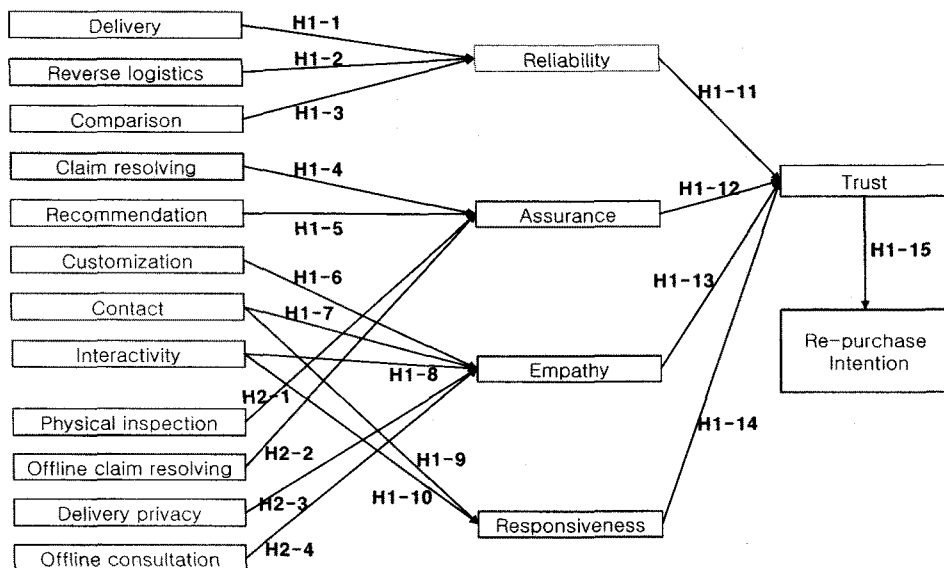 Delivery
H1-1
Reverse logistics
H1-2
Reliability
Comparison
H1-3
H1-11
Claim resolving
H1-4
H1-12
Trust
Recommendation
H1-5
Assurance
Customization
H1-6
H1-13
H1-15
Contact
H1-7
Interactivity
H1-8
Empathy
Re-purchase
Intention
H2-1
Physical inspection
H1-14
H2-2
Offline claim resolving
H1-9
H1-10
Delivery privacy
H2-3
Responsiveness
H2-4
Offline consultation